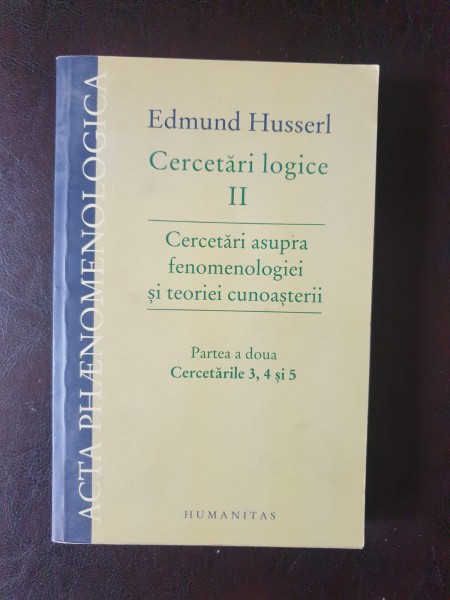 ACTA PHÆNOMENOLOGICA
Edmund Husserl
Cercetări logice
II
Cercetări asupra
fenomenologiei
și teoriei cunoașterii
Partea a doua
Cercetările 3, 4 și 5
HUMANITAS